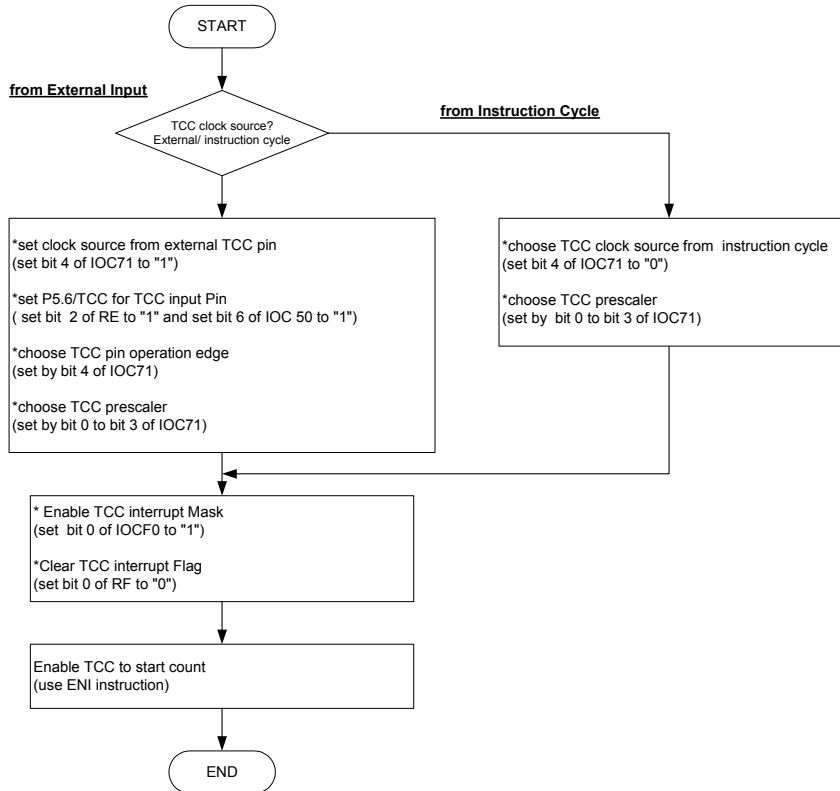 START
from External Input
TCC clock source?
External/ instruction cycle
from Instruction Cycle
*set clock source from external TCC pin
(set bit 4 of IOC71 to "1")
*set P5.6/TCC for TCC input Pin
( set bit  2 of RE to "1" and set bit 6 of IOC 50 to "1")
*choose TCC pin operation edge
(set by bit 4 of IOC71)
*choose TCC prescaler
(set by bit 0 to bit 3 of IOC71)
*choose TCC clock source from  instruction cycle
(set bit 4 of IOC71 to "0")
*choose TCC prescaler
(set by  bit 0 to bit 3 of IOC71)
* Enable TCC interrupt Mask
(set  bit 0 of IOCF0 to "1")
*Clear TCC interrupt Flag
(set bit 0 of RF to "0")
Enable TCC to start count
(use ENI instruction)
END